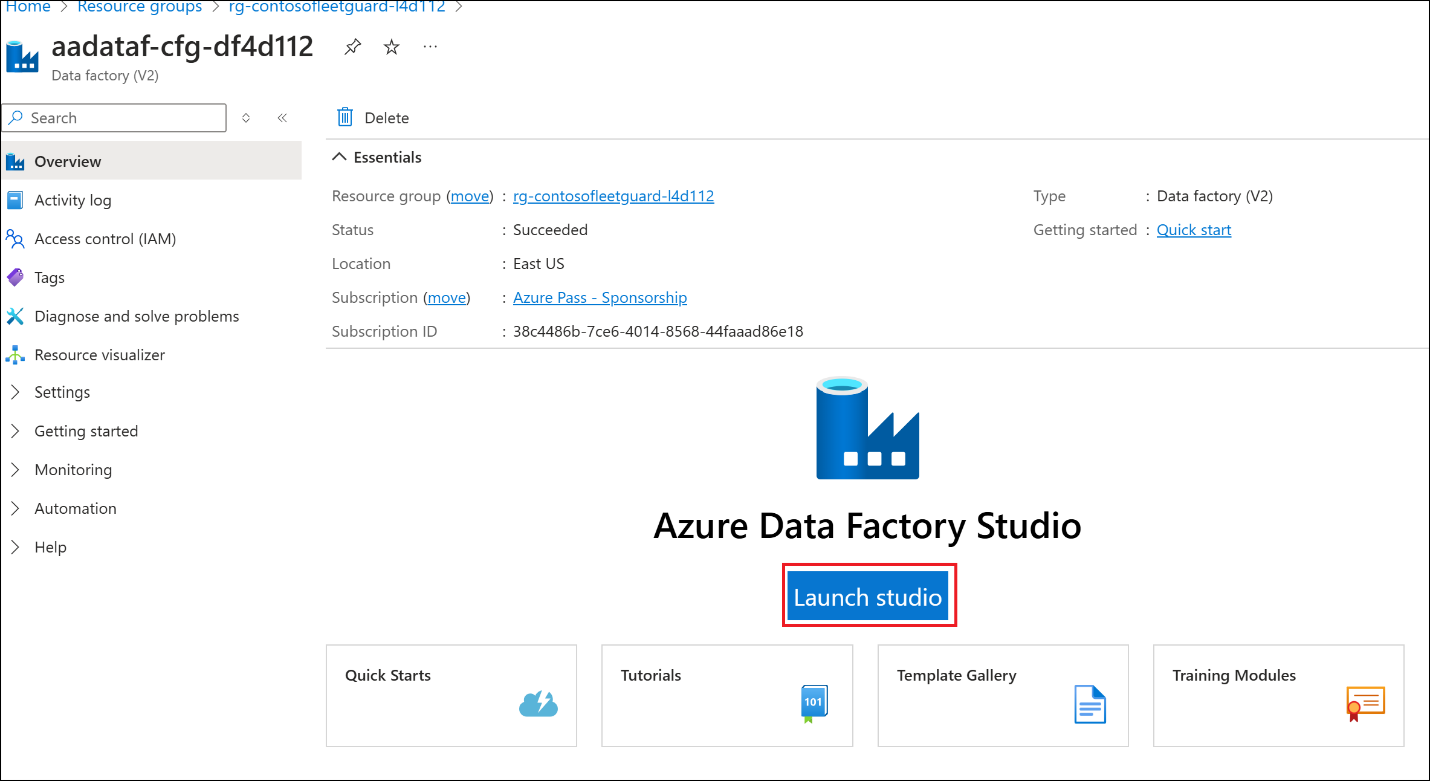 Home > Resource groups > rg-contosofleetguard-l4d112 >
aadataf-cfg-df4d112
Data factory (V2)
Search
Delete
Overview
Activity log
Access control (IAM)
Tags
Diagnose and solve problems
Resource visualizer
Settings
Getting started
Monitoring
Automation
Help
Essentials
Resource group (move) : rg-contosofleetguard-l4d112
Status : Succeeded
Location : East US
Subscription (move) : Azure Pass - Sponsorship
Subscription ID : 38c4486b-7ce6-4014-8568-44faaad86e18
Type : Data factory (V2)
Getting started : Quick start
Azure Data Factory Studio
Launch studio
Quick Starts
Tutorials
101
Template Gallery
Training Modules